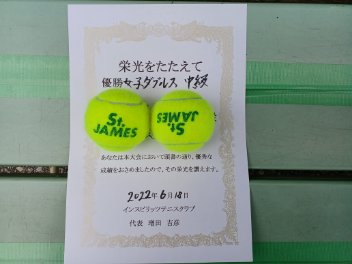 栄光をたたえて
優勝 女子ダブルス 中級
St.
JAMES
St.
JAMES
あなたは本大会において頭書の通り、優秀な
成績をおさめましたので、その栄光を讃えます。
2022年6月18日
インスピリッツテニスクラブ
代表 増田 吉彦